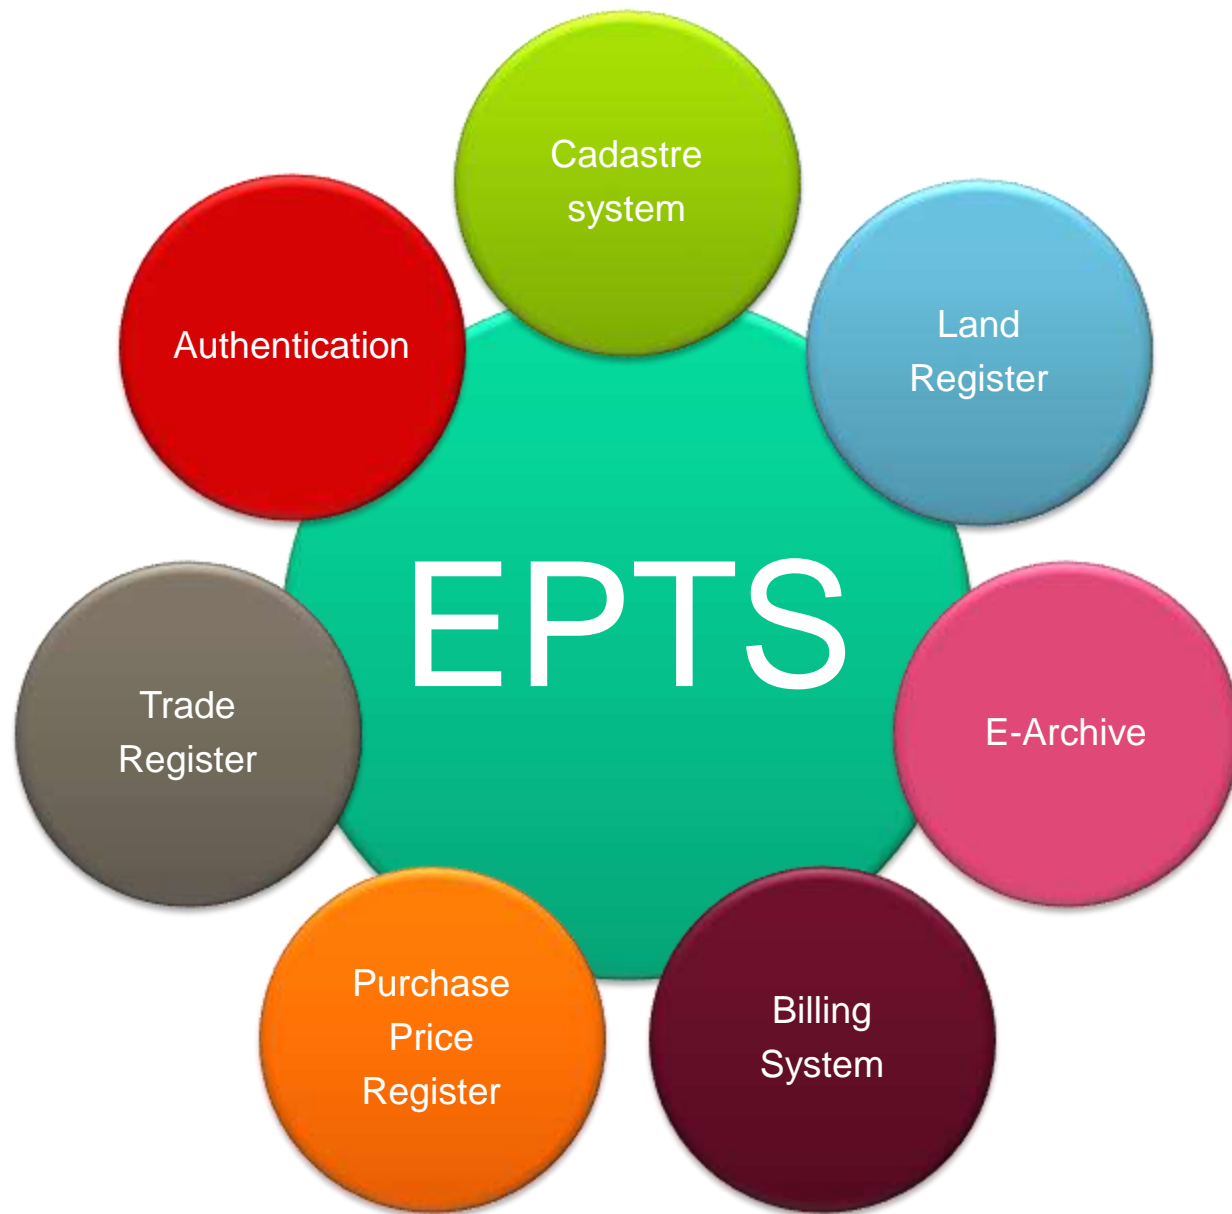 Cadastre
system
Land
Register
E-Archive
Billing
System
Purchase
Price
Register
Trade
Register
Authentication
EPTS